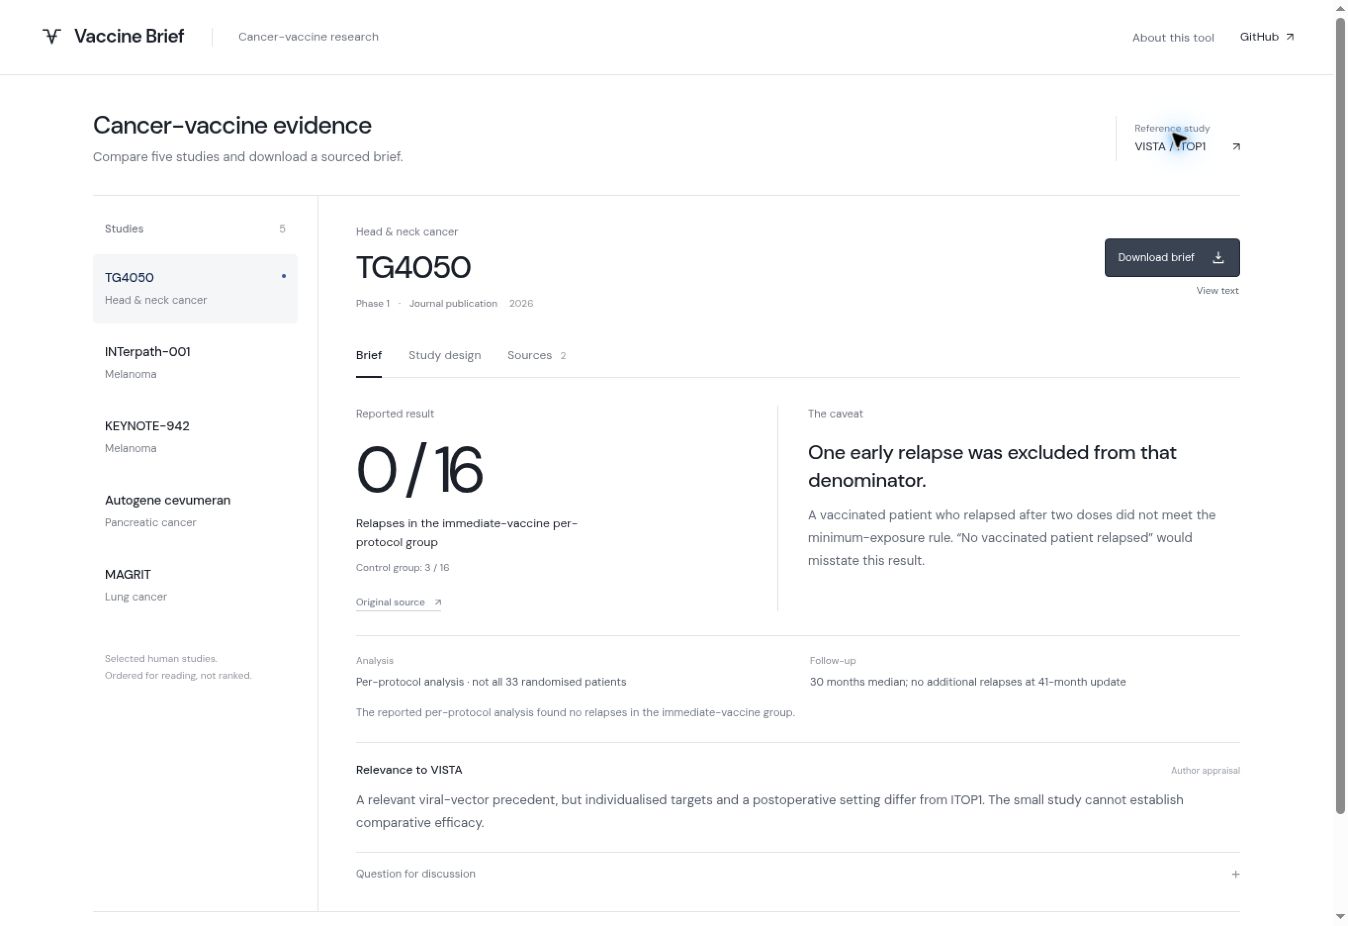 Vaccine Brief
Cancer-vaccine research
About this tool
GitHub
Cancer-vaccine evidence
Compare five studies and download a sourced brief.
Reference study
VISTA / ITOP1
Studies 5
TG4050
Head & neck cancer
INTerpath-001
Melanoma
KEYNOTE-942
Melanoma
Autogene cevumeran
Pancreatic cancer
MAGRIT
Lung cancer
Selected human studies.
Ordered for reading, not ranked.
Head & neck cancer
TG4050
Phase 1 · Journal publication 2026
Download brief
View text
Brief
Study design
Sources 2
Reported result
0 / 16
Relapses in the immediate-vaccine per-
protocol group
Control group: 3 / 16
Original source
The caveat
One early relapse was excluded from that
denominator.
A vaccinated patient who relapsed after two doses did not meet the
minimum-exposure rule. “No vaccinated patient relapsed” would
misstate this result.
Analysis
Per-protocol analysis · not all 33 randomised patients
Follow-up
30 months median; no additional relapses at 41-month update
The reported per-protocol analysis found no relapses in the immediate-vaccine group.
Relevance to VISTA
Author appraisal
A relevant viral-vector precedent, but individualised targets and a postoperative setting differ from ITOP1. The small study cannot establish
comparative efficacy.
Question for discussion
+